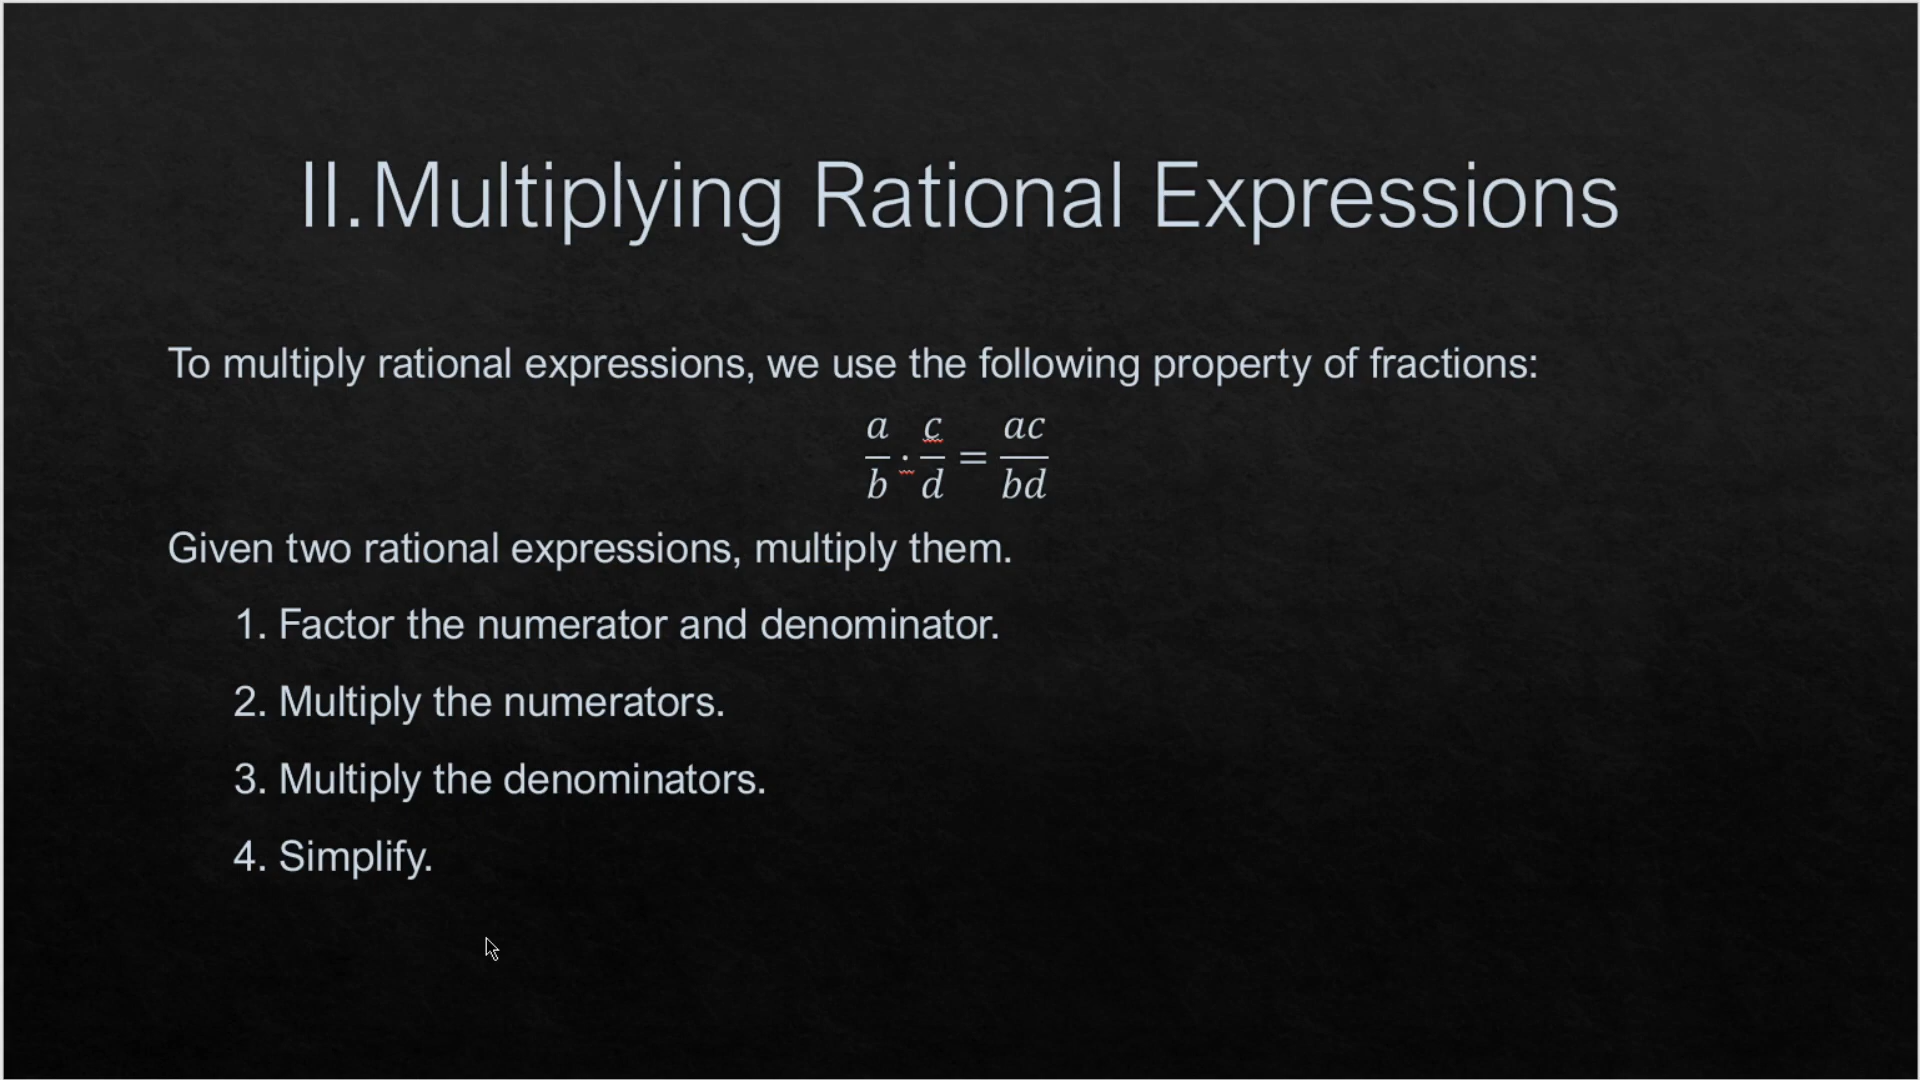 II. Multiplying Rational Expressions
To multiply rational expressions, we use the following property of fractions:
a/b · c/d = ac/bd
Given two rational expressions, multiply them.
1. Factor the numerator and denominator.
2. Multiply the numerators.
3. Multiply the denominators.
4. Simplify.